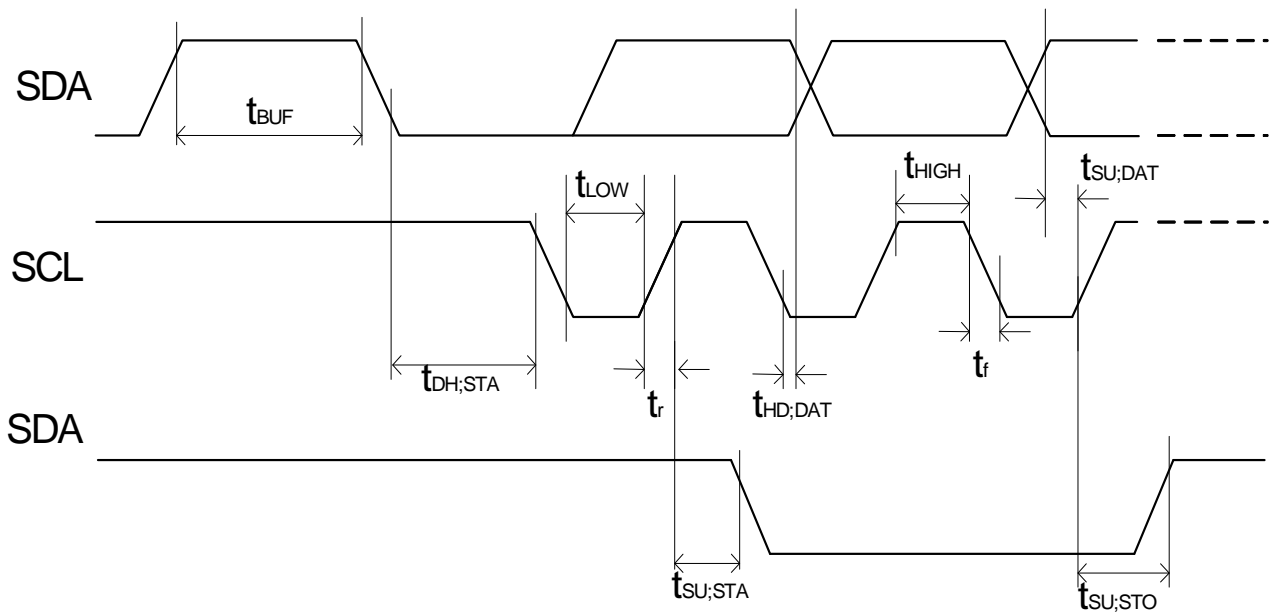 SDA
tBUF
tLOW
tHIGH
tSU;DAT
SCL
tDH;STA
tr
tHD;DAT
tf
SDA
tSU;STA
tSU;STO